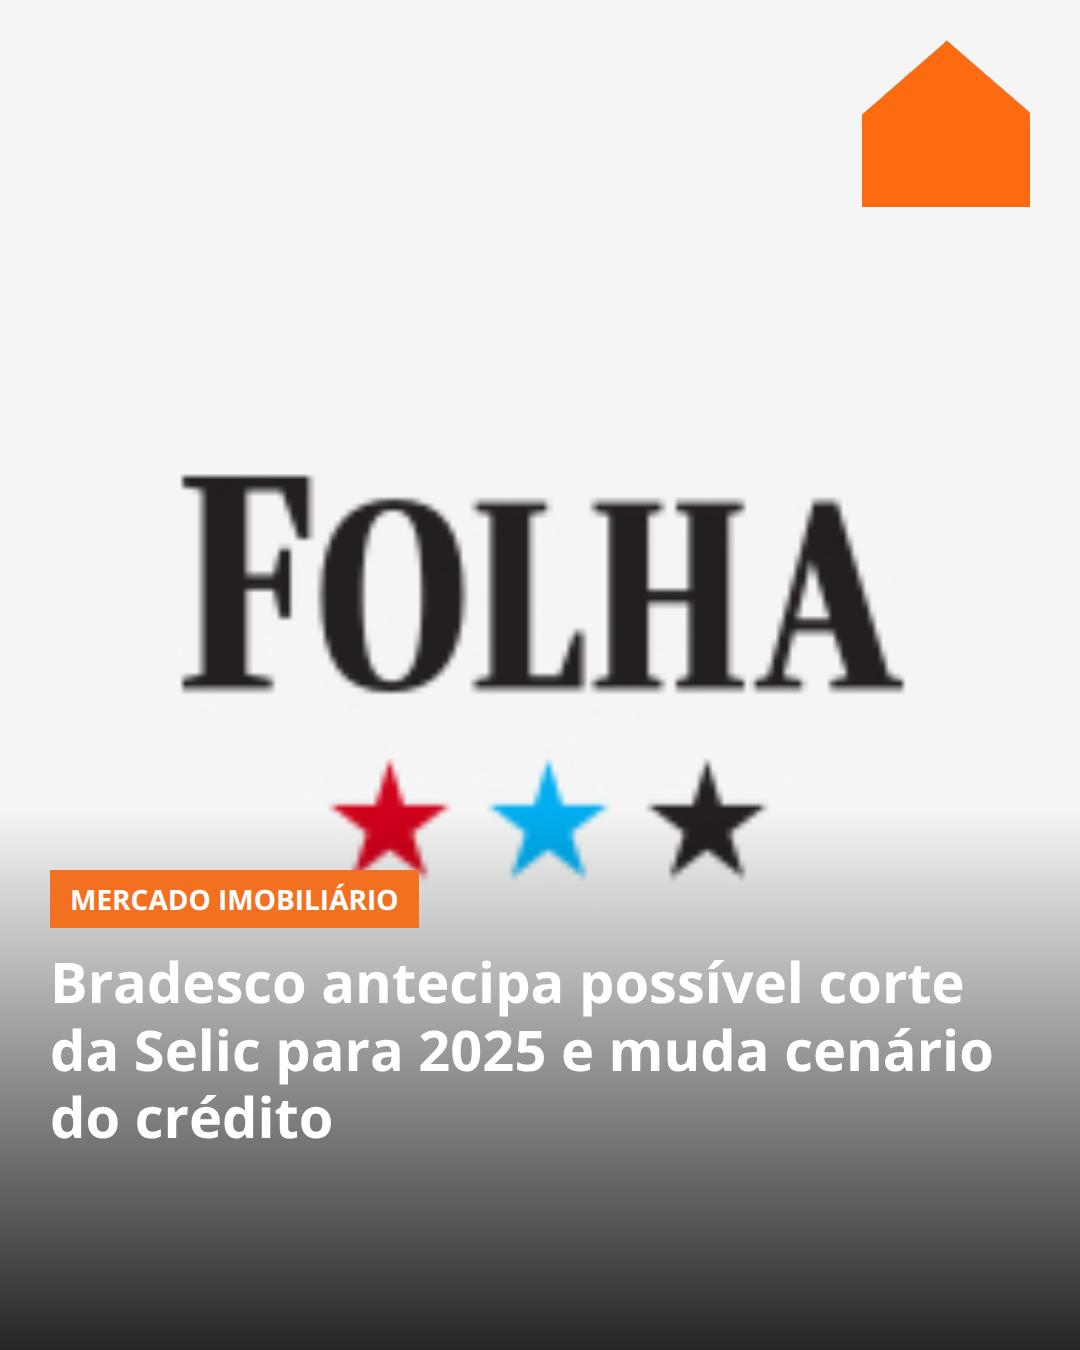 FOLHA
MERCADO IMOBILIÁRIO
Bradesco antecipa possível corte
da Selic para 2025 e muda cenário
do crédito